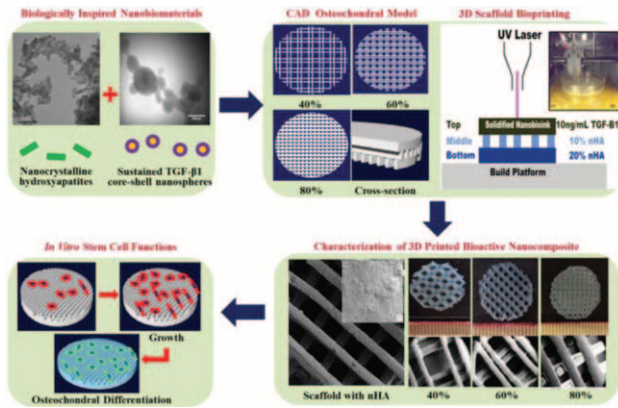 Biologically Inspired Nanobiomaterials
Nanocrystalline
hydroxyapatites
Sustained TGF-β1
core-shell nanospheres
CAD Osteochondral Model
40%
60%
80%
Cross-section
3D Scaffold Bioprinting
UV Laser
Top
Solidified Nanobioink
10ng/mL TGF-B1
Middle
10% nHA
Bottom
20% nHA
Build Platform
In Vitro Stem Cell Functions
Growth
Osteochondral Differentiation
Characterization of 3D Printed Bioactive Nanocomposite
Scaffold with nHA
40%
60%
80%